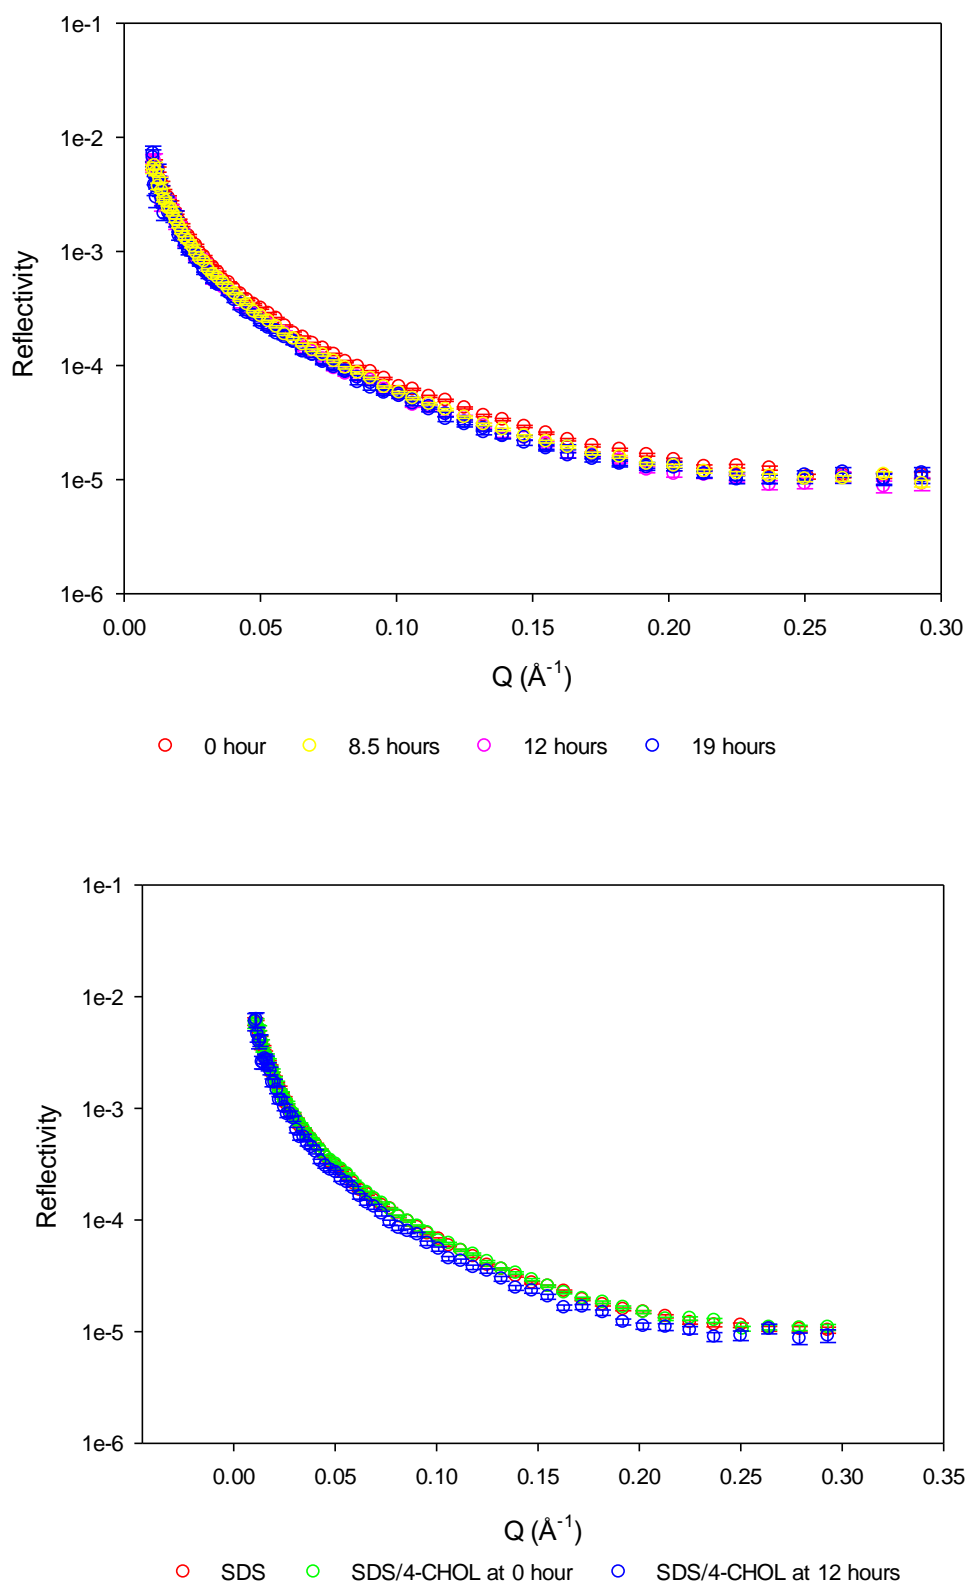 1e-1
1e-2
1e-3
1e-4
1e-5
1e-6
Reflectivity
0.00 0.05 0.10 0.15 0.20 0.25 0.30
Q (Å⁻¹)
0 hour 8.5 hours 12 hours 19 hours
1e-1
1e-2
1e-3
1e-4
1e-5
1e-6
Reflectivity
0.00 0.05 0.10 0.15 0.20 0.25 0.30 0.35
Q (Å⁻¹)
SDS SDS/4-CHOL at 0 hour SDS/4-CHOL at 12 hours